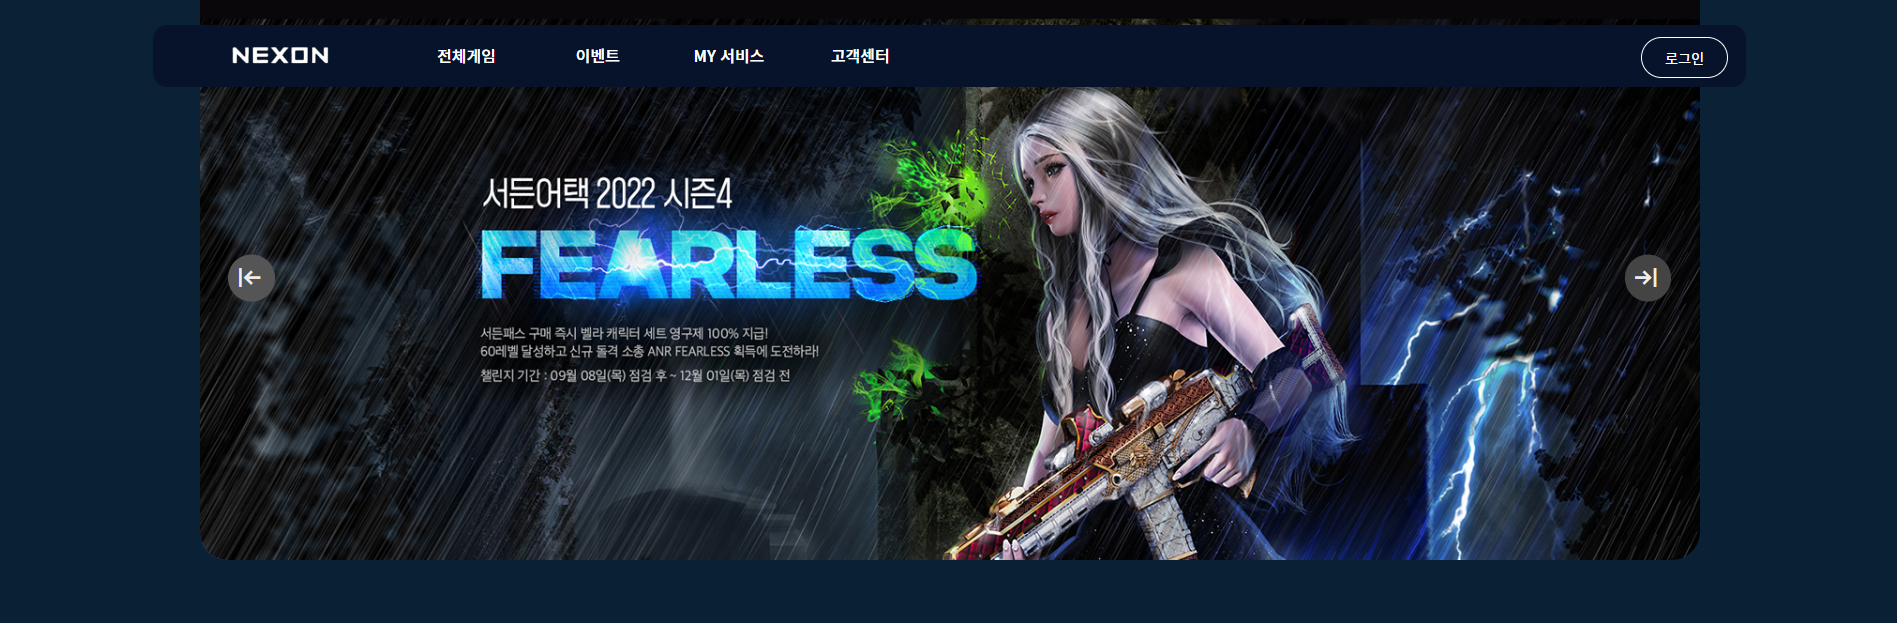 NEXON 전체게임 이벤트 MY 서비스 고객센터 로그인
서든어택 2022 시즌4
FEARLESS
서든패스 구매 즉시 벨라 캐릭터 세트 영구제 100% 지급!
60레벨 달성하고 신규 돌격 소총 ANR FEARLESS 획득에 도전하라!
챌린지 기간 : 09월 08일(목) 점검 후 ~ 12월 01일(목) 점검 전